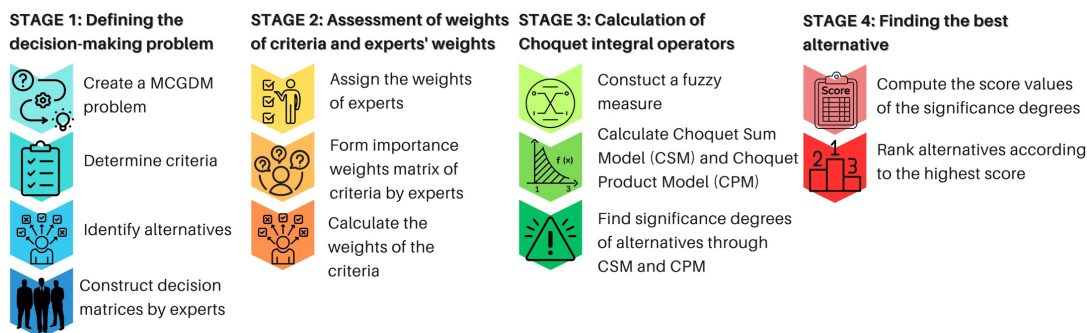 STAGE 1: Defining the
decision-making problem
Create a MCGDM
problem
Determine criteria
Identify alternatives
Construct decision
matrices by experts
STAGE 2: Assessment of weights
of criteria and experts' weights
Assign the weights
of experts
Form importance
weights matrix of
criteria by experts
Calculate the
weights of the
criteria
STAGE 3: Calculation of
Choquet integral operators
Constuct a fuzzy
measure
Calculate Choquet Sum
Model (CSM) and Choquet
Product Model (CPM)
f (x)
1 3
Find significance degrees
of alternatives through
CSM and CPM
STAGE 4: Finding the best
alternative
Score
Compute the score values
of the significance degrees
2 1 3
Rank alternatives according
to the highest score